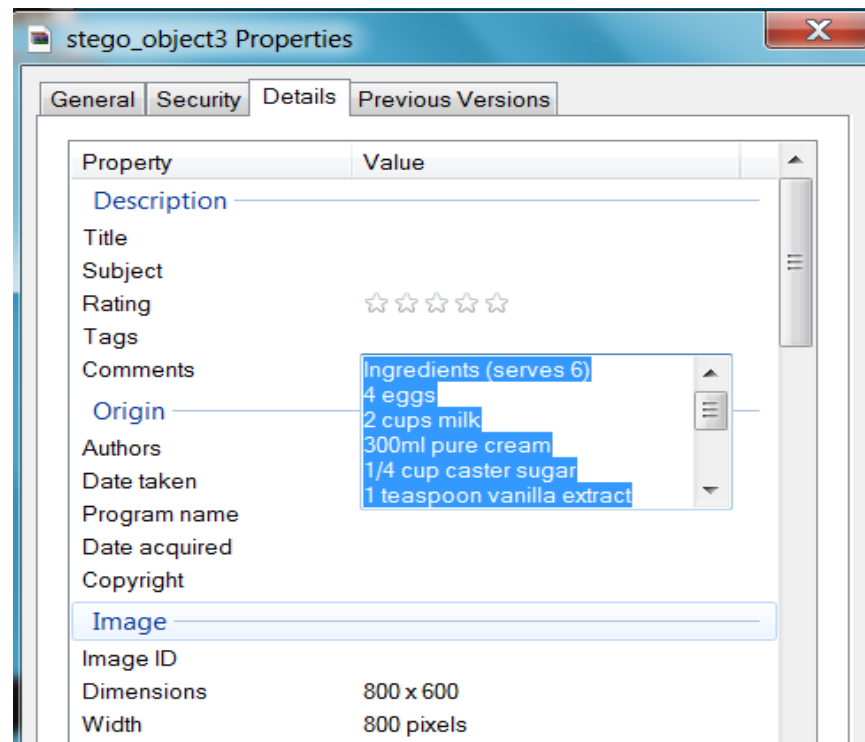 stego_object3 Properties
X
General Security Details Previous Versions
Property Value
Description
Title
Subject
Rating
Tags
Comments Ingredients (serves 6)
4 eggs
2 cups milk
300ml pure cream
1/4 cup caster sugar
1 teaspoon vanilla extract
Origin
Authors
Date taken
Program name
Date acquired
Copyright
Image
Image ID
Dimensions 800 x 600
Width 800 pixels